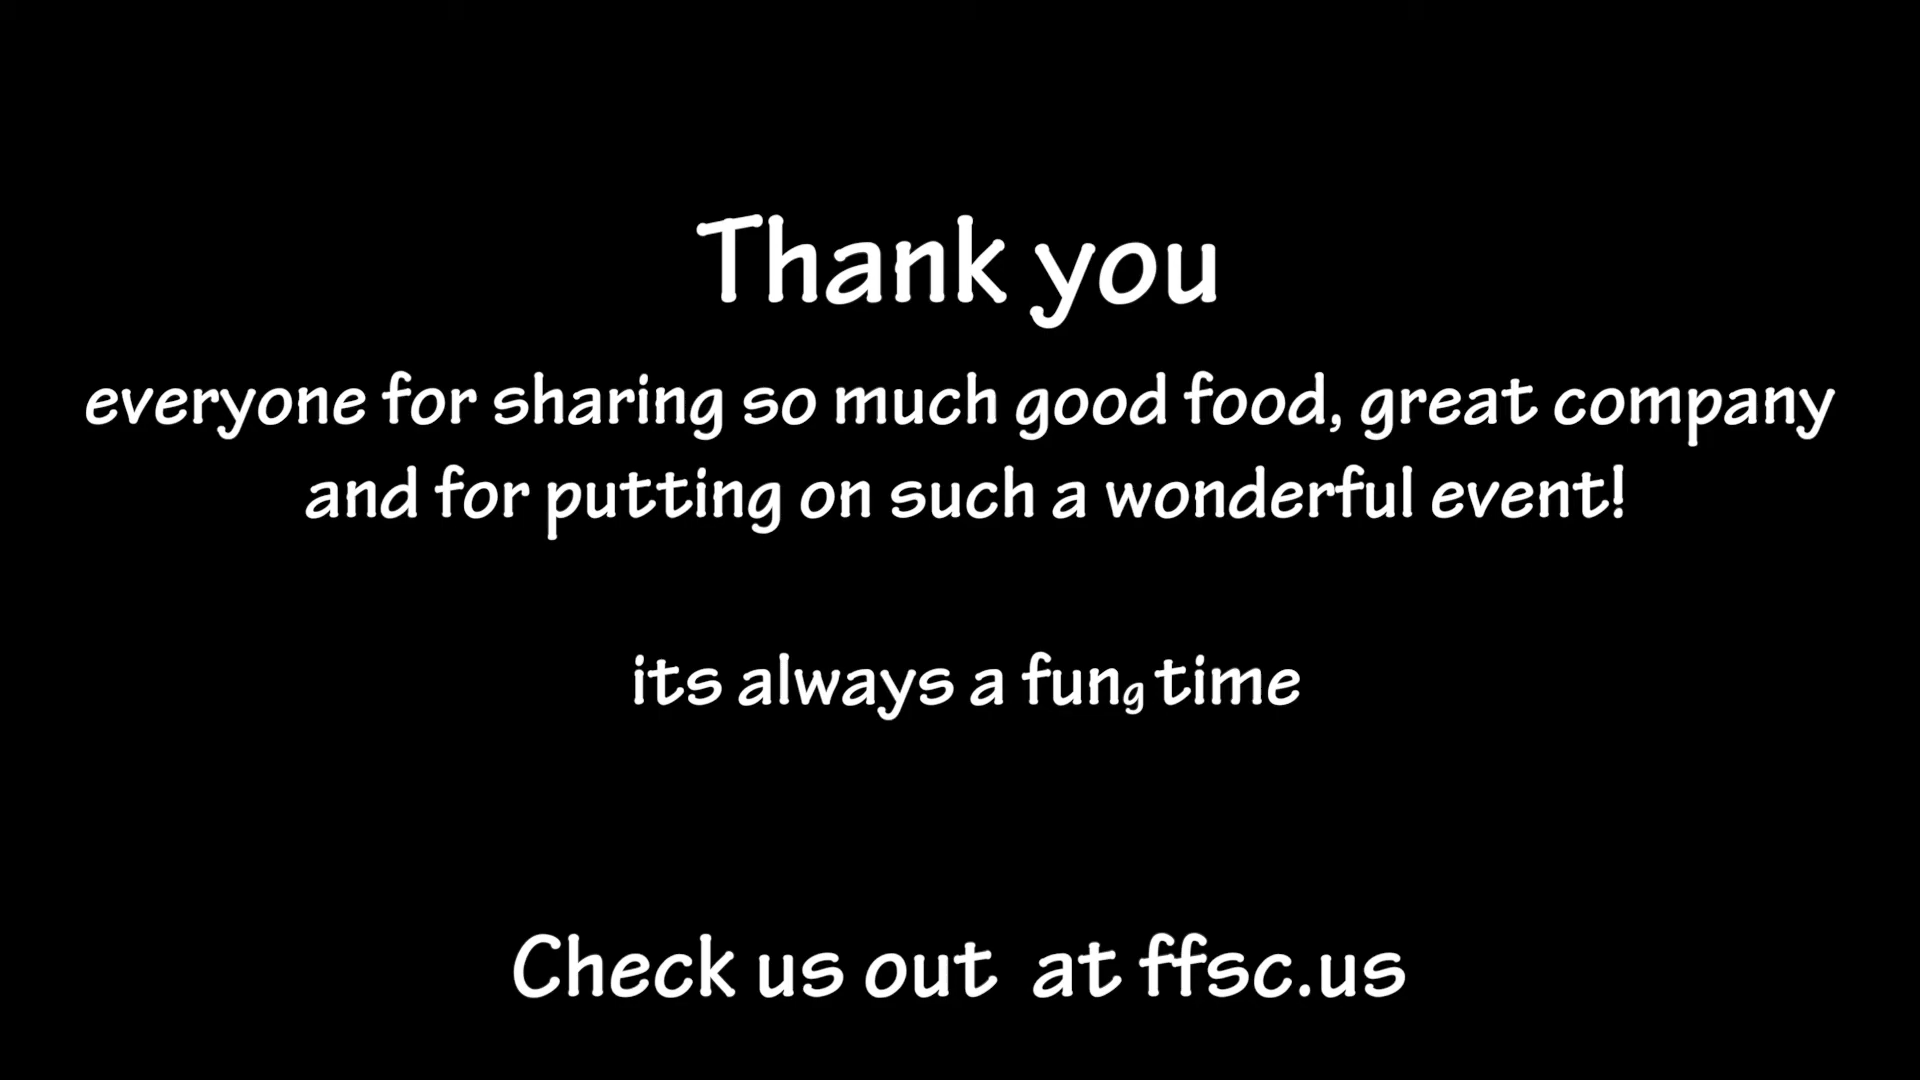 Thank you
everyone for sharing so much good food, great company
and for putting on such a wonderful event!
its always a fung time
Check us out at ffsc.us